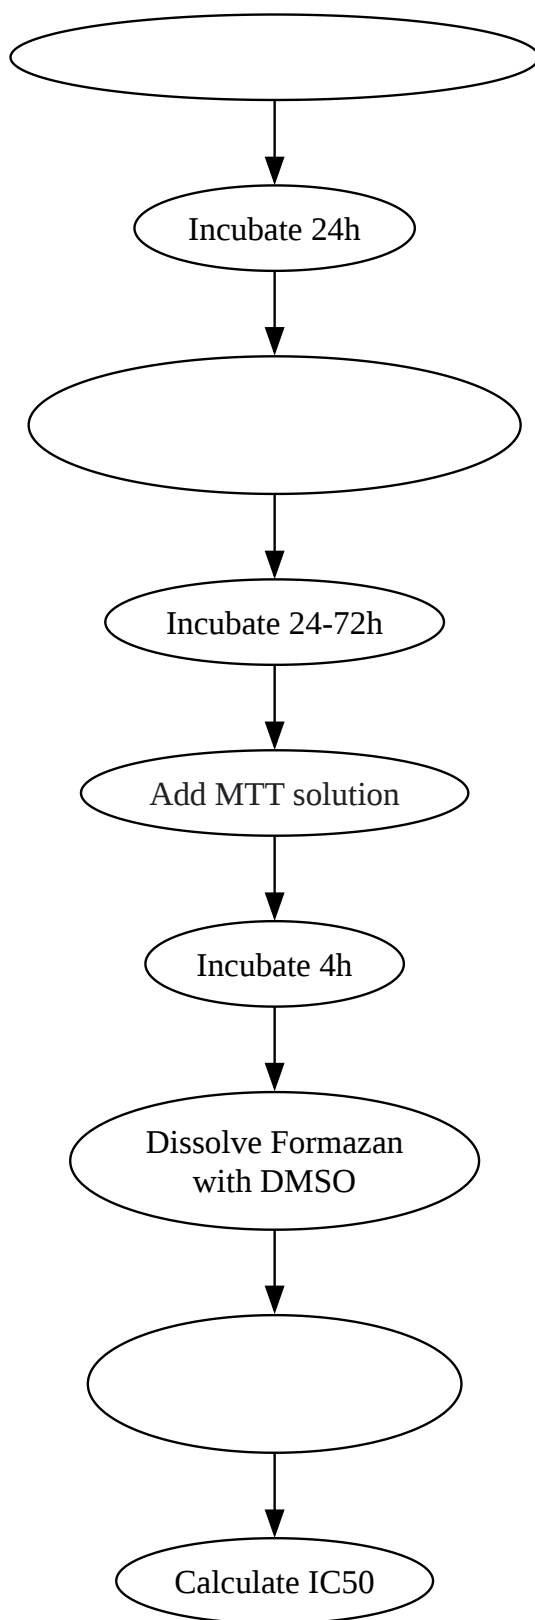 Incubate 24h
Incubate 24-72h
Add MTT solution
Incubate 4h
Dissolve Formazan
with DMSO
Calculate IC50